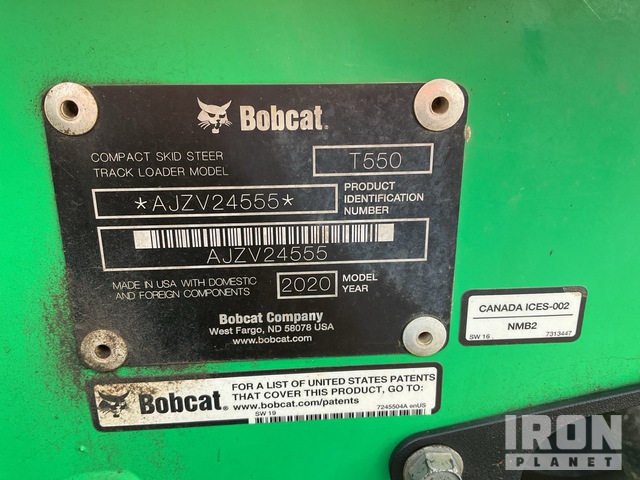 Bobcat.
COMPACT SKID STEER
TRACK LOADER MODEL
T550
*AJZV24555*
PRODUCT
IDENTIFICATION
NUMBER
AJZV24555
MADE IN USA WITH DOMESTIC
AND FOREIGN COMPONENTS
2020
MODEL
YEAR
Bobcat Company
West Fargo, ND 58078 USA
www.bobcat.com
CANADA ICES-002
NMB2
SW 16 7313447
Bobcat.
FOR A LIST OF UNITED STATES PATENTS
THAT COVER THIS PRODUCT, GO TO:
www.bobcat.com/patents
SW 19 7245504A enUS
IRON
PLANET